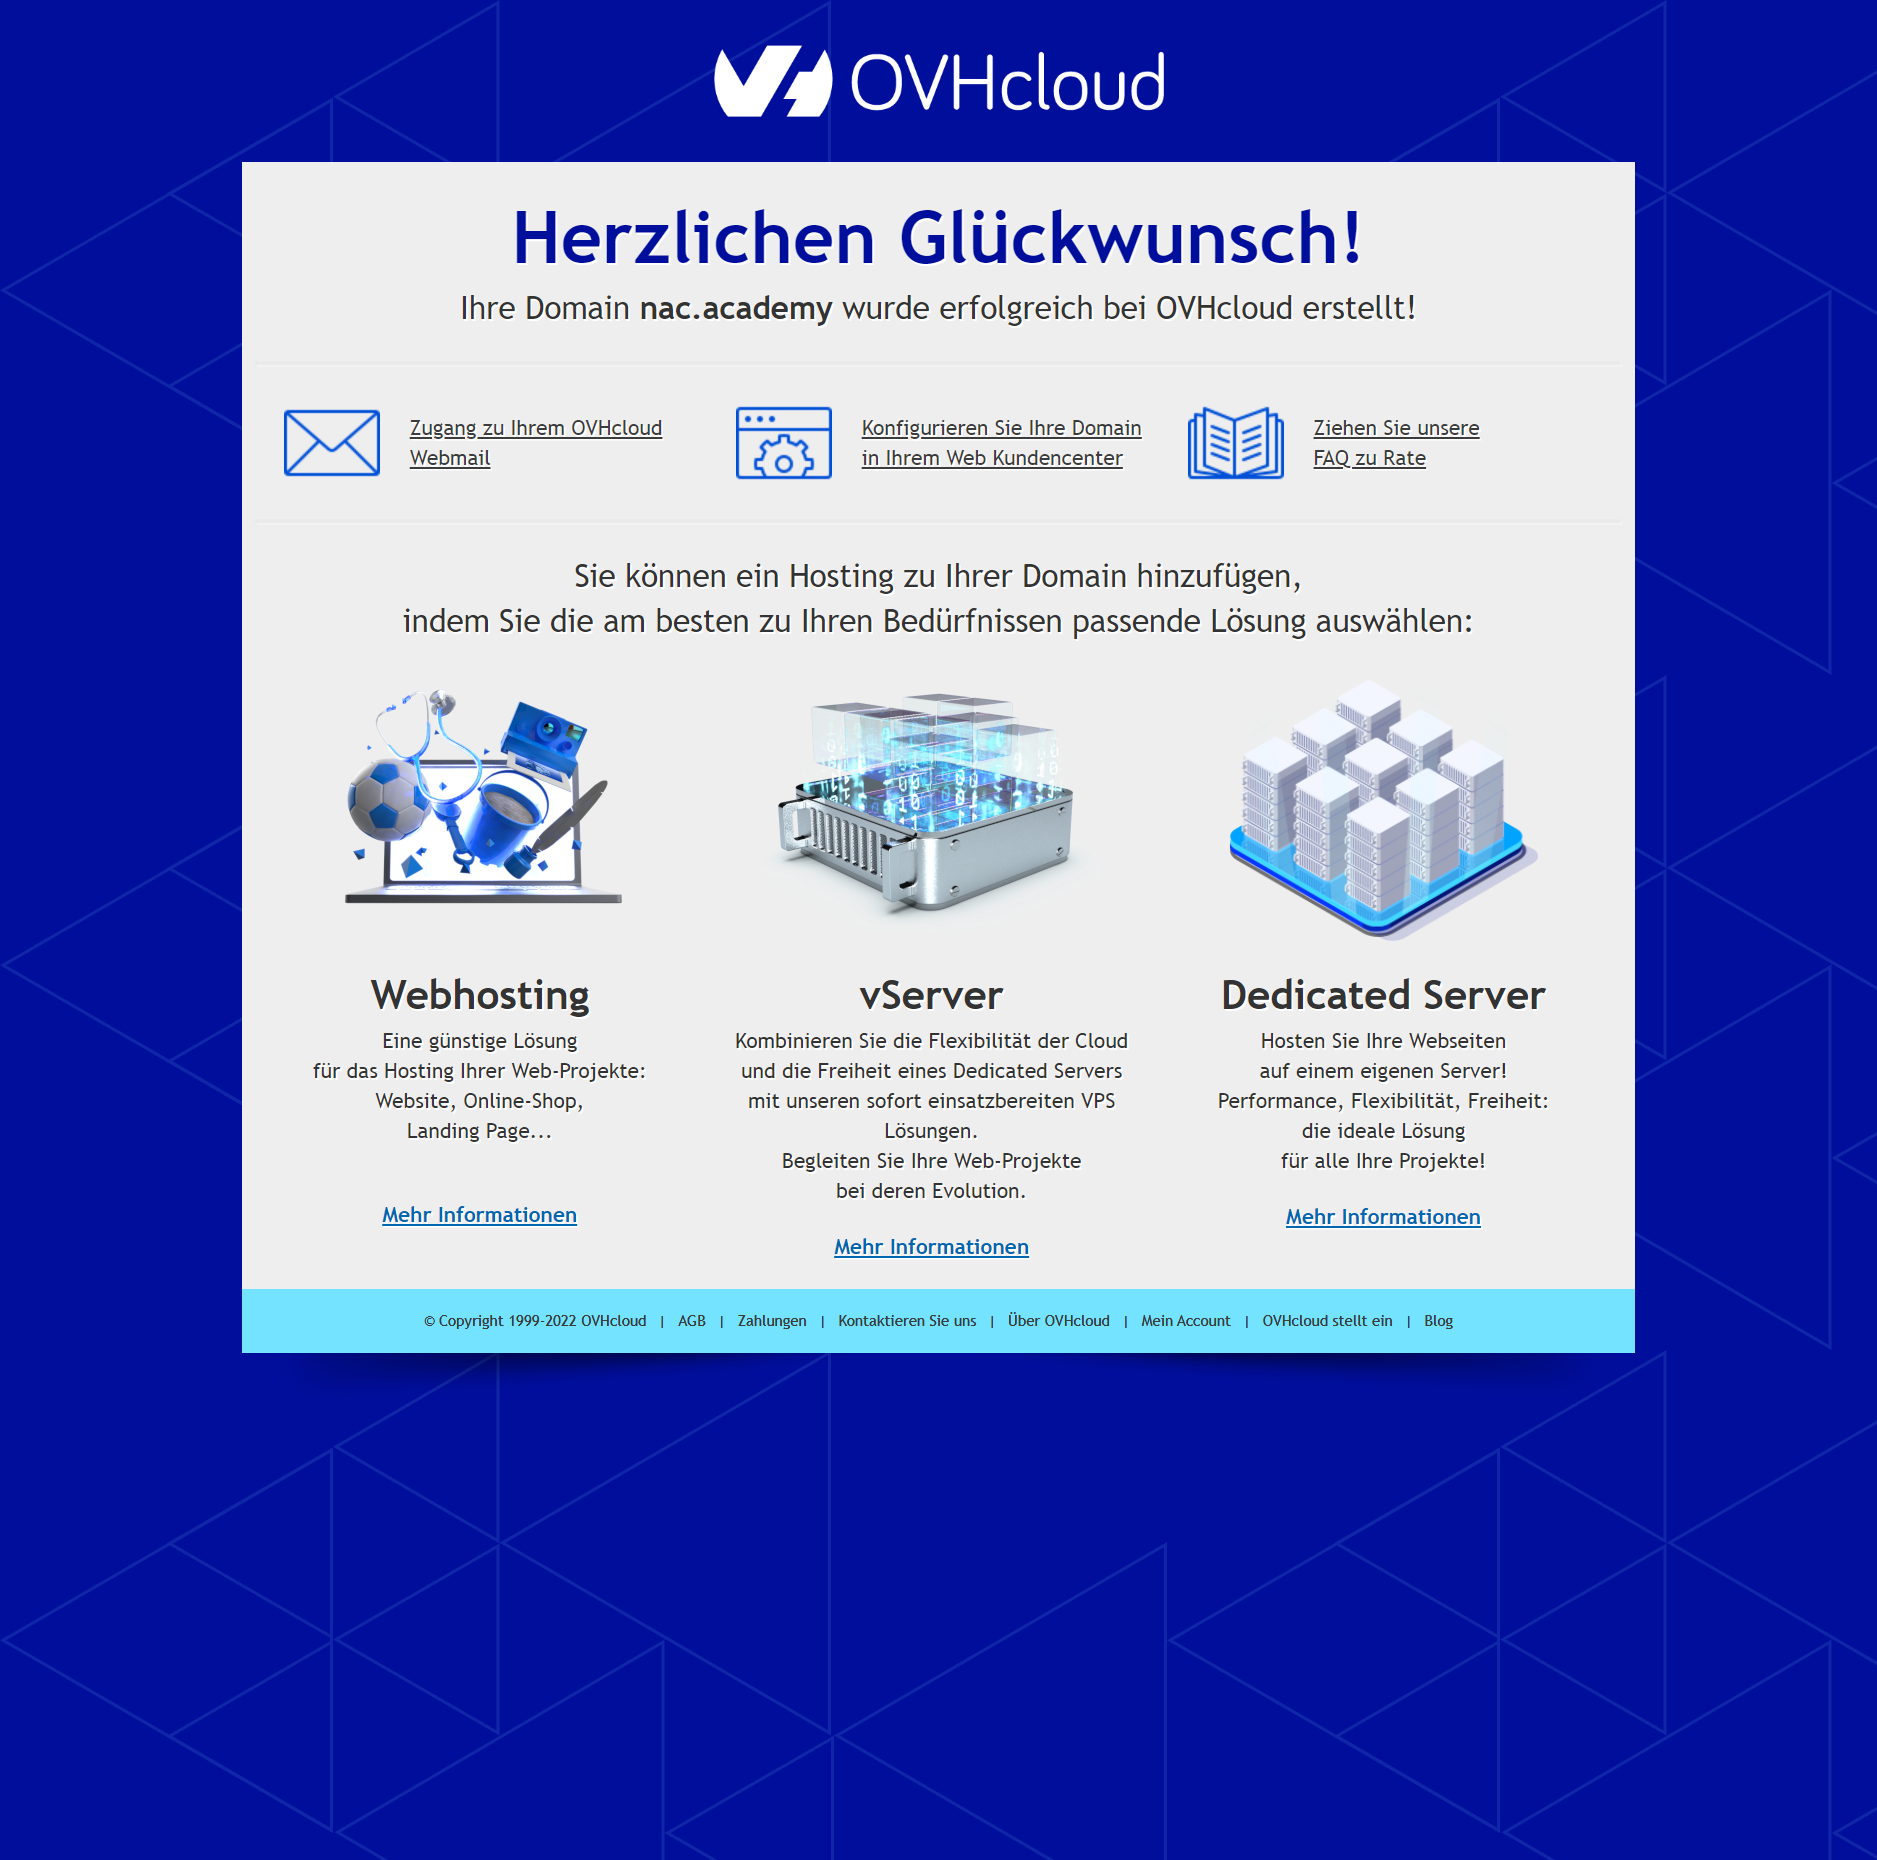 OVHcloud
Herzlichen Glückwunsch!
Ihre Domain nac.academy wurde erfolgreich bei OVHcloud erstellt!
Zugang zu Ihrem OVHcloud
Webmail
Konfigurieren Sie Ihre Domain
in Ihrem Web Kundencenter
Ziehen Sie unsere
FAQ zu Rate
Sie können ein Hosting zu Ihrer Domain hinzufügen,
indem Sie die am besten zu Ihren Bedürfnissen passende Lösung auswählen:
Webhosting
Eine günstige Lösung
für das Hosting Ihrer Web-Projekte:
Website, Online-Shop,
Landing Page...
Mehr Informationen
vServer
Kombinieren Sie die Flexibilität der Cloud
und die Freiheit eines Dedicated Servers
mit unseren sofort einsatzbereiten VPS
Lösungen.
Begleiten Sie Ihre Web-Projekte
bei deren Evolution.
Mehr Informationen
Dedicated Server
Hosten Sie Ihre Webseiten
auf einem eigenen Server!
Performance, Flexibilität, Freiheit:
die ideale Lösung
für alle Ihre Projekte!
Mehr Informationen
© Copyright 1999-2022 OVHcloud | AGB | Zahlungen | Kontaktieren Sie uns | Über OVHcloud | Mein Account | OVHcloud stellt ein | Blog